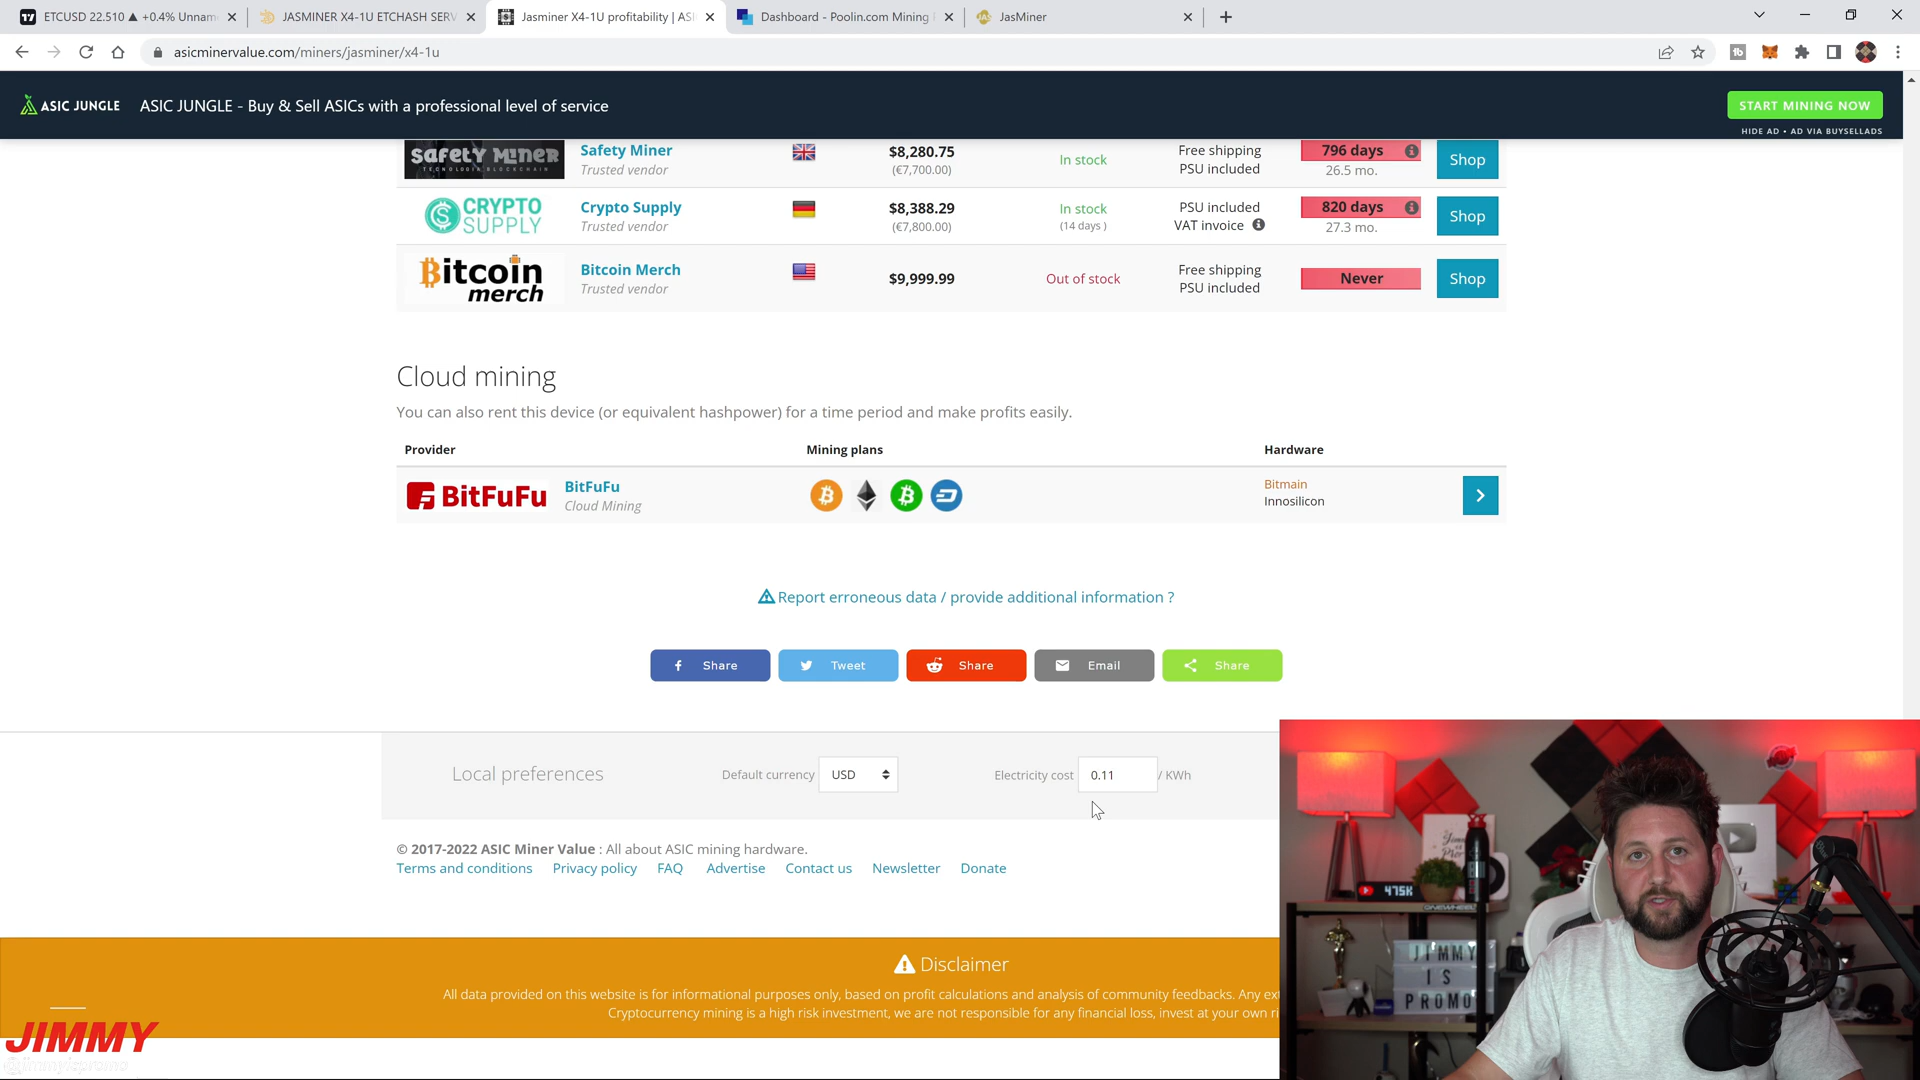 ETCUSD 22.510 ▲ +0.4% Unnam
JASMINER X4-1U ETCHASH SERV
Jasminer X4-1U profitability | ASI
Dashboard - Poolin.com Mining
JasMiner
asicminervalue.com/miners/jasminer/x4-1u
ASIC JUNGLE
ASIC JUNGLE - Buy & Sell ASICs with a professional level of service
START MINING NOW
HIDE AD • AD VIA BUYSELLADS
SAFETY MINER
TECNOLOGIN BLOCKCHAIN
Safety Miner
Trusted vendor
$8,280.75
(€7,700.00)
In stock
Free shipping
PSU included
796 days
26.5 mo.
Shop
CRYPTO
SUPPLY
Crypto Supply
Trusted vendor
$8,388.29
(€7,800.00)
In stock
(14 days )
PSU included
VAT invoice
820 days
27.3 mo.
Shop
Bitcoin
merch
Bitcoin Merch
Trusted vendor
$9,999.99
Out of stock
Free shipping
PSU included
Never
Shop
Cloud mining
You can also rent this device (or equivalent hashpower) for a time period and make profits easily.
Provider Mining plans Hardware
BitFuFu
BitFuFu
Cloud Mining
Bitmain
Innosilicon
Report erroneous data / provide additional information ?
Share Tweet Share Email Share
Local preferences
Default currency USD
Electricity cost 0.11 / KWh
© 2017-2022 ASIC Miner Value : All about ASIC mining hardware.
Terms and conditions Privacy policy FAQ Advertise Contact us Newsletter Donate
Disclaimer
All data provided on this website is for informational purposes only, based on profit calculations and analysis of community feedbacks. Any ext
Cryptocurrency mining is a high risk investment, we are not responsible for any financial loss, invest at your own ri
JIMMY
@jimmyispromo
475K
ONEWHEEL
JIMMY
IS
PROMO